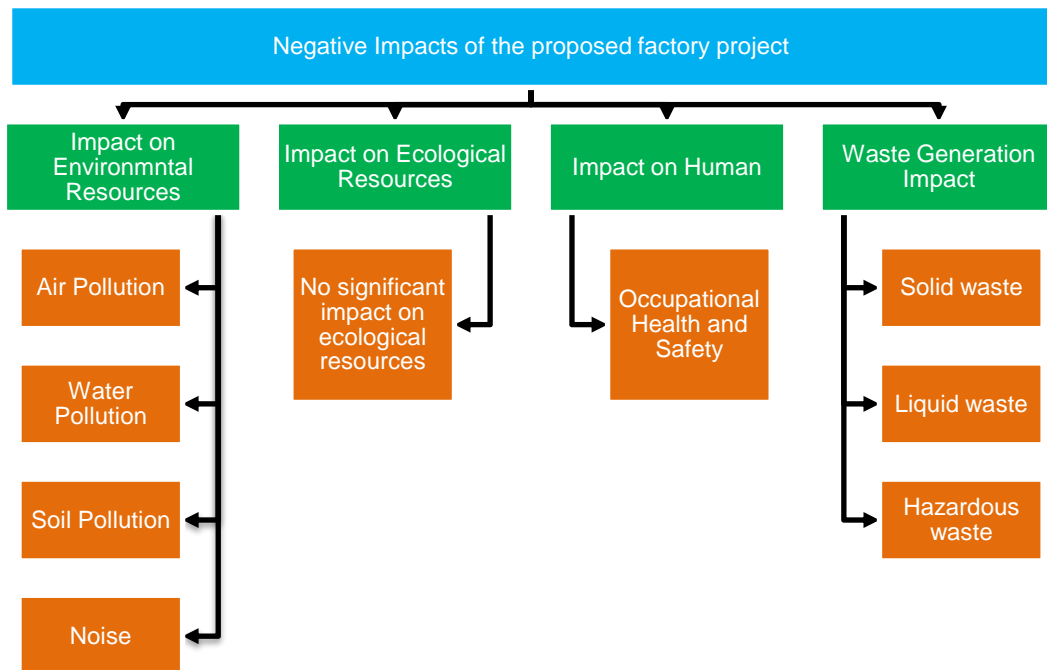 Negative Impacts of the proposed factory project
Impact on
Environmntal
Resources
Impact on Ecological
Resources
Impact on Human
Waste Generation
Impact
Air Pollution
Water
Pollution
Soil Pollution
Noise
No significant
impact on
ecological
resources
Occupational
Health and
Safety
Solid waste
Liquid waste
Hazardous
waste